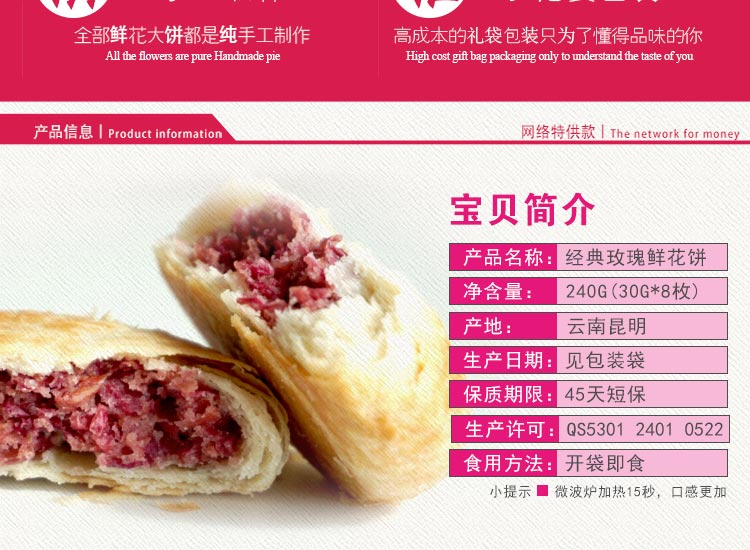 全部鲜花大饼都是纯手工制作
All the flowers are pure Handmade pie
高成本的礼袋包装只为了懂得品味的你
High cost gift bag packaging only to understand the taste of you
产品信息 | Product information
网络特供款 | The network for money
宝贝简介
产品名称: 经典玫瑰鲜花饼
净含量: 240G(30G*8枚)
产地: 云南昆明
生产日期: 见包装袋
保质期限: 45天短保
生产许可: QS5301 2401 0522
食用方法: 开袋即食
小提示 ■ 微波炉加热15秒，口感更加